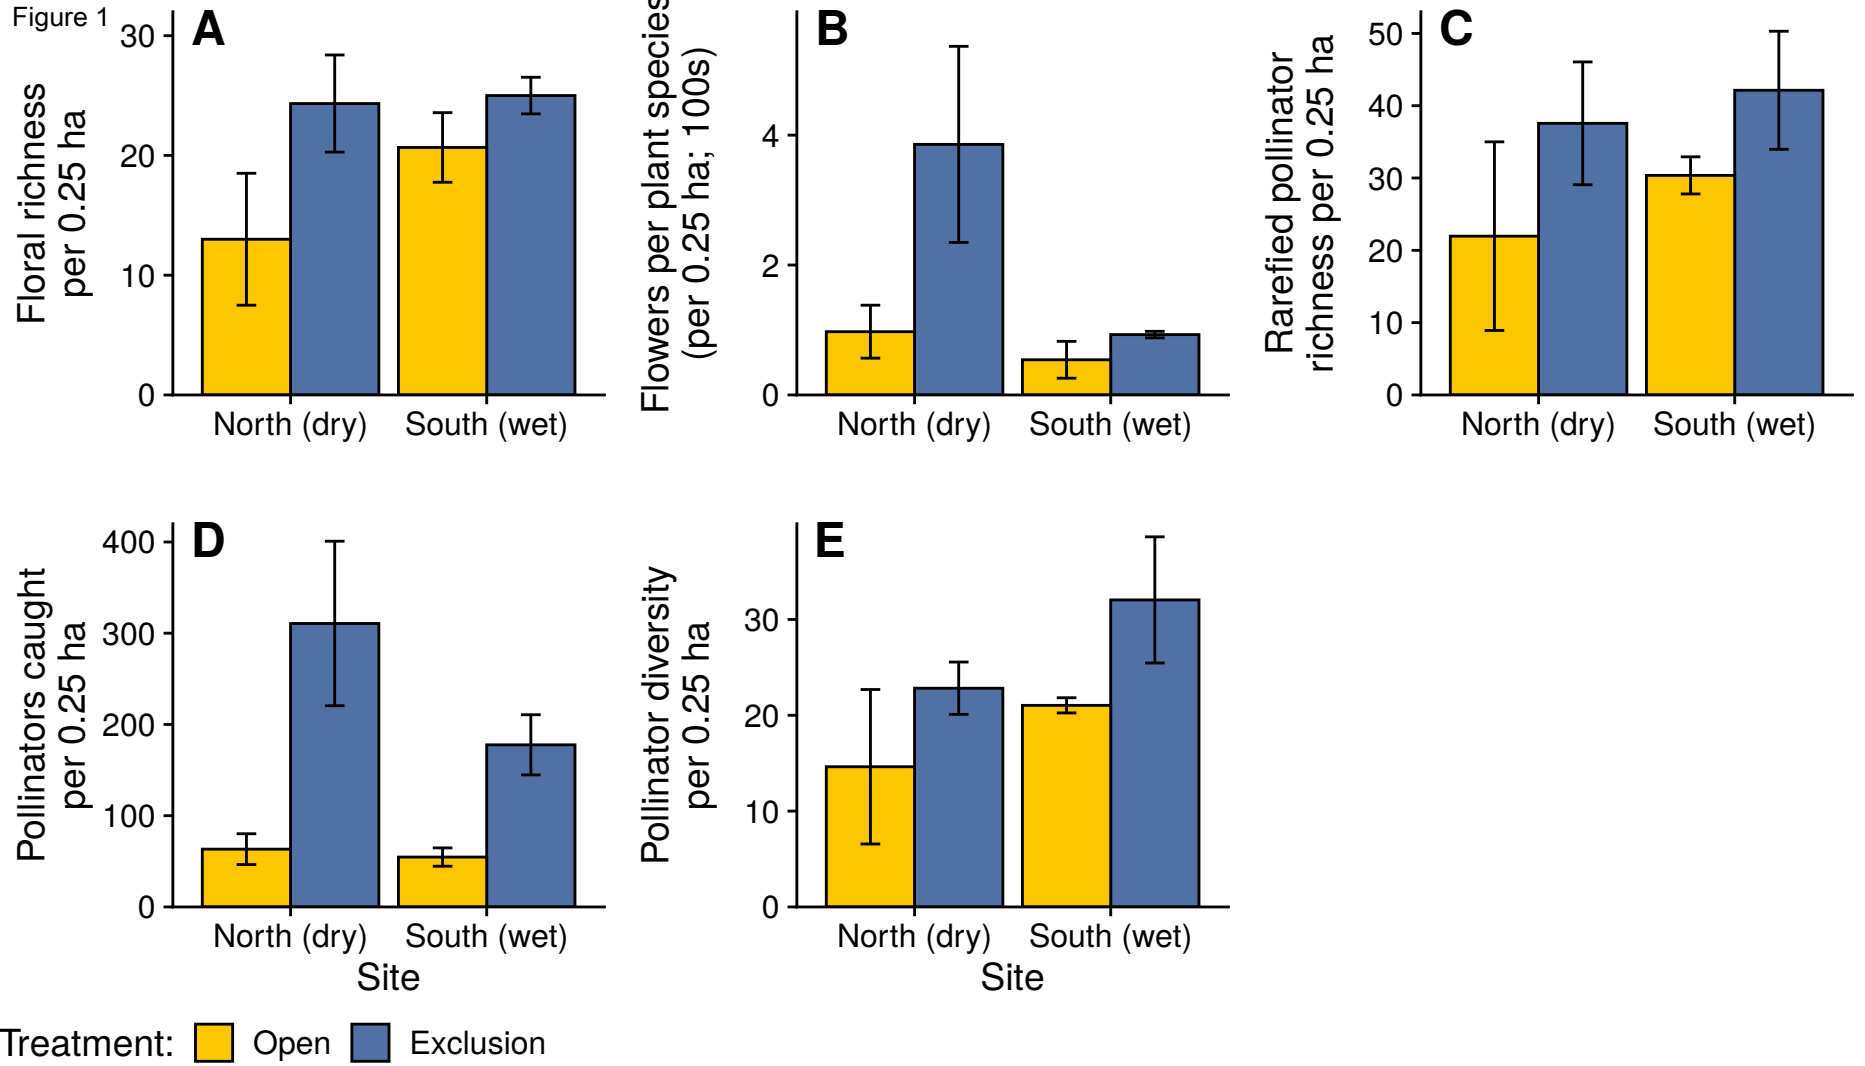 Figure 1
A
Floral richness
per 0.25 ha
30
20
10
0
North (dry)
South (wet)
B
Flowers per plant species
(per 0.25 ha; 100s)
4
2
0
North (dry)
South (wet)
C
Rarefied pollinator
richness per 0.25 ha
50
40
30
20
10
0
North (dry)
South (wet)
D
Pollinators caught
per 0.25 ha
400
300
200
100
0
North (dry)
South (wet)
Site
E
Pollinator diversity
per 0.25 ha
30
20
10
0
North (dry)
South (wet)
Site
Treatment: Open Exclusion